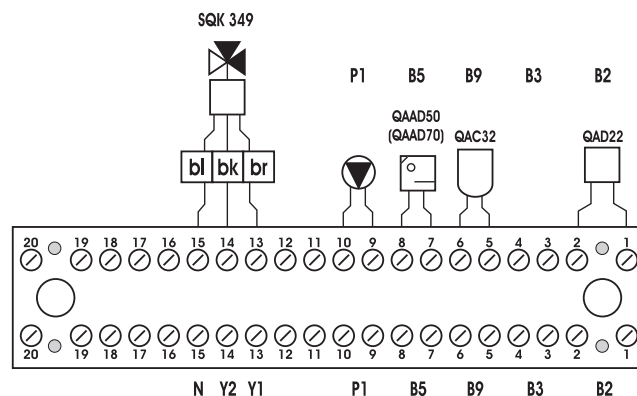 SQK 349
P1 B5 B9 B3 B2
QAAD50
(QAAD70) QAC32 QAD22
bl bk br
20 19 18 17 16 15 14 13 12 11 10 9 8 7 6 5 4 3 2 1
20 19 18 17 16 15 14 13 12 11 10 9 8 7 6 5 4 3 2 1
N Y2 Y1 P1 B5 B9 B3 B2